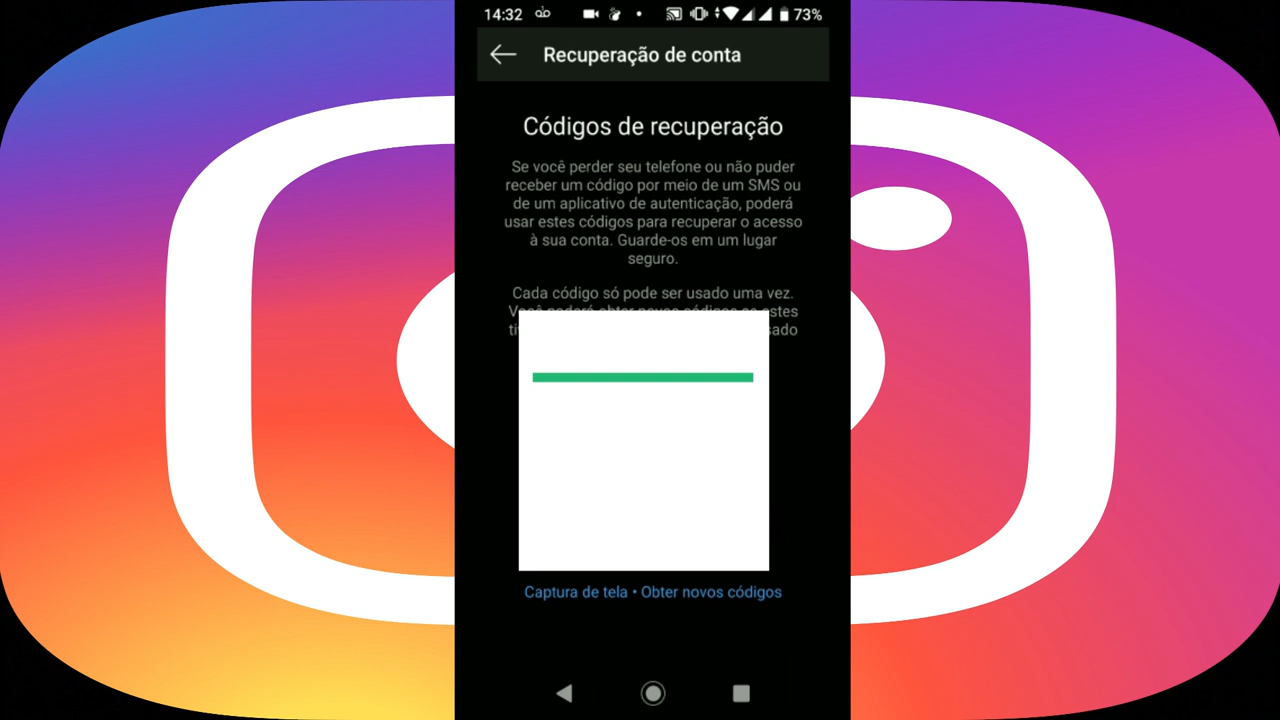 14:32
73%
Recuperação de conta
Códigos de recuperação
Se você perder seu telefone ou não puder
receber um código por meio de um SMS ou
de um aplicativo de autenticação, poderá
usar estes códigos para recuperar o acesso
à sua conta. Guarde-os em um lugar
seguro.
Cada código só pode ser usado uma vez.
Captura de tela • Obter novos códigos